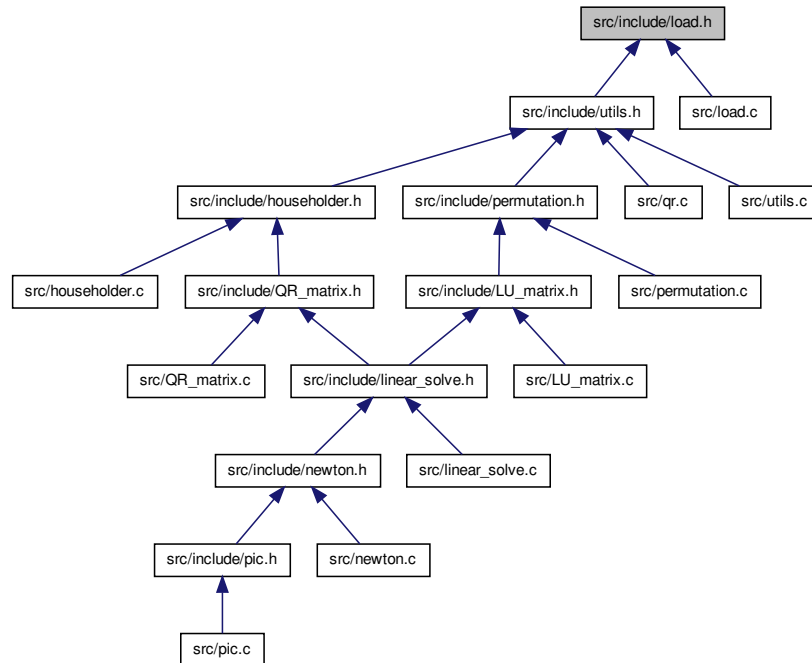 src/include/load.h
src/include/utils.h
src/load.c
src/include/householder.h
src/include/permutation.h
src/qr.c
src/utils.c
src/householder.c
src/include/QR_matrix.h
src/include/LU_matrix.h
src/permutation.c
src/QR_matrix.c
src/include/linear_solve.h
src/LU_matrix.c
src/include/newton.h
src/linear_solve.c
src/include/pic.h
src/newton.c
src/pic.c